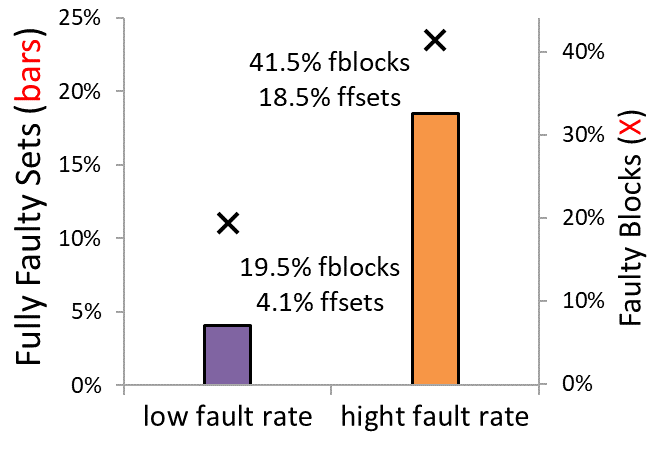 Fully Faulty Sets (bars)
25%
20%
15%
10%
5%
0%
41.5% fblocks
18.5% ffsets
19.5% fblocks
4.1% ffsets
40%
30%
20%
10%
0%
Faulty Blocks (X)
low fault rate
hight fault rate